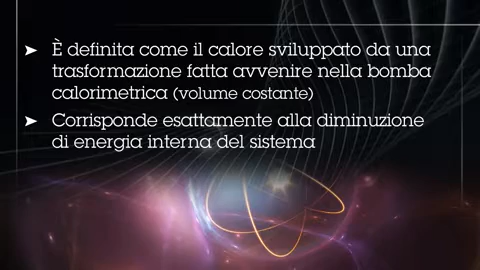 ➤ È definita come il calore sviluppato da una
trasformazione fatta avvenire nella bomba
calorimetrica (volume costante)
➤ Corrisponde esattamente alla diminuzione
di energia interna del sistema